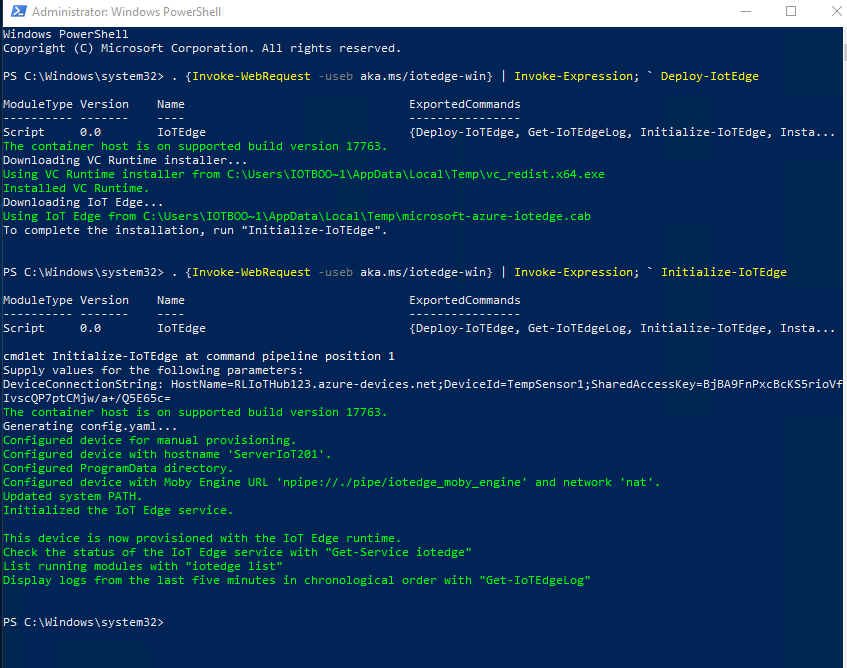 Administrator: Windows PowerShell
Windows PowerShell
Copyright (C) Microsoft Corporation. All rights reserved.
PS C:\Windows\system32> . {Invoke-WebRequest -useb aka.ms/iotedge-win} | Invoke-Expression; ` Deploy-IotEdge
ModuleType Version    Name                                ExportedCommands
---------- -------    ----                                ----------------
Script     0.0        IoTEdge                             {Deploy-IoTEdge, Get-IoTEdgeLog, Initialize-IoTEdge, Insta...
The container host is on supported build version 17763.
Downloading VC Runtime installer...
Using VC Runtime installer from C:\Users\IOTBOO~1\AppData\Local\Temp\vc_redist.x64.exe
Installed VC Runtime.
Downloading IoT Edge...
Using IoT Edge from C:\Users\IOTBOO~1\AppData\Local\Temp\microsoft-azure-iotedge.cab
To complete the installation, run "Initialize-IoTEdge".
PS C:\Windows\system32> . {Invoke-WebRequest -useb aka.ms/iotedge-win} | Invoke-Expression; ` Initialize-IoTEdge
ModuleType Version    Name                                ExportedCommands
---------- -------    ----                                ----------------
Script     0.0        IoTEdge                             {Deploy-IoTEdge, Get-IoTEdgeLog, Initialize-IoTEdge, Insta...
cmdlet Initialize-IoTEdge at command pipeline position 1
Supply values for the following parameters:
DeviceConnectionString: HostName=RLIoTHub123.azure-devices.net;DeviceId=TempSensor1;SharedAccessKey=BjBA9FnPxcBcKS5rioVf
IvscQP7ptCMjw/a+/Q5E65c=
The container host is on supported build version 17763.
Generating config.yaml...
Configured device for manual provisioning.
Configured device with hostname 'ServerIoT201'.
Configured ProgramData directory.
Configured device with Moby Engine URL 'npipe://./pipe/iotedge_moby_engine' and network 'nat'.
Updated system PATH.
Initialized the IoT Edge service.
This device is now provisioned with the IoT Edge runtime.
Check the status of the IoT Edge service with "Get-Service iotedge"
List running modules with "iotedge list"
Display logs from the last five minutes in chronological order with "Get-IoTEdgeLog"
PS C:\Windows\system32>